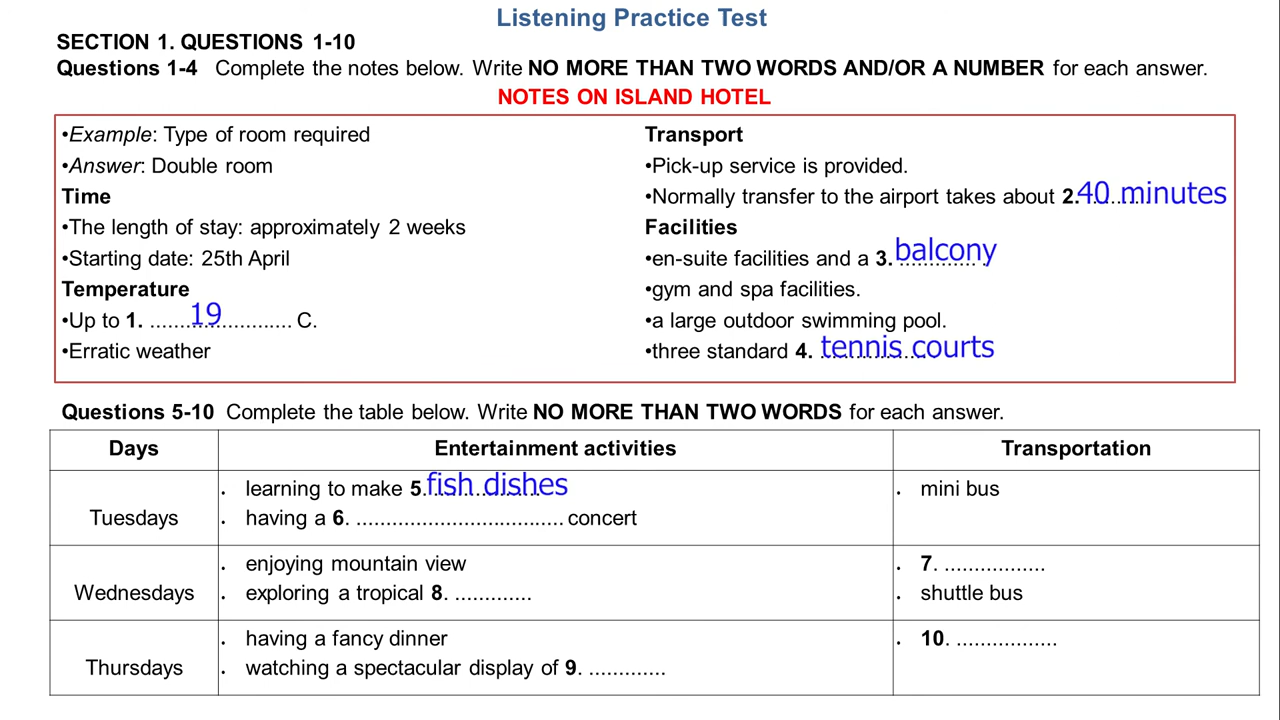 Listening Practice Test
SECTION 1. QUESTIONS 1-10
Questions 1-4 Complete the notes below. Write NO MORE THAN TWO WORDS AND/OR A NUMBER for each answer.
NOTES ON ISLAND HOTEL
•Example: Type of room required
•Answer: Double room
Time
•The length of stay: approximately 2 weeks
•Starting date: 25th April
Temperature
•Up to 1. ........19............... C.
•Erratic weather
Transport
•Pick-up service is provided.
•Normally transfer to the airport takes about 2. 40 minutes
Facilities
•en-suite facilities and a 3. balcony
•gym and spa facilities.
•a large outdoor swimming pool.
•three standard 4. tennis courts
Questions 5-10 Complete the table below. Write NO MORE THAN TWO WORDS for each answer.
Days Entertainment activities Transportation
Tuesdays
• learning to make 5. fish dishes
• having a 6. ................................... concert
• mini bus
Wednesdays
• enjoying mountain view
• exploring a tropical 8. .............
• 7. .................
• shuttle bus
Thursdays
• having a fancy dinner
• watching a spectacular display of 9. .............
• 10. .................